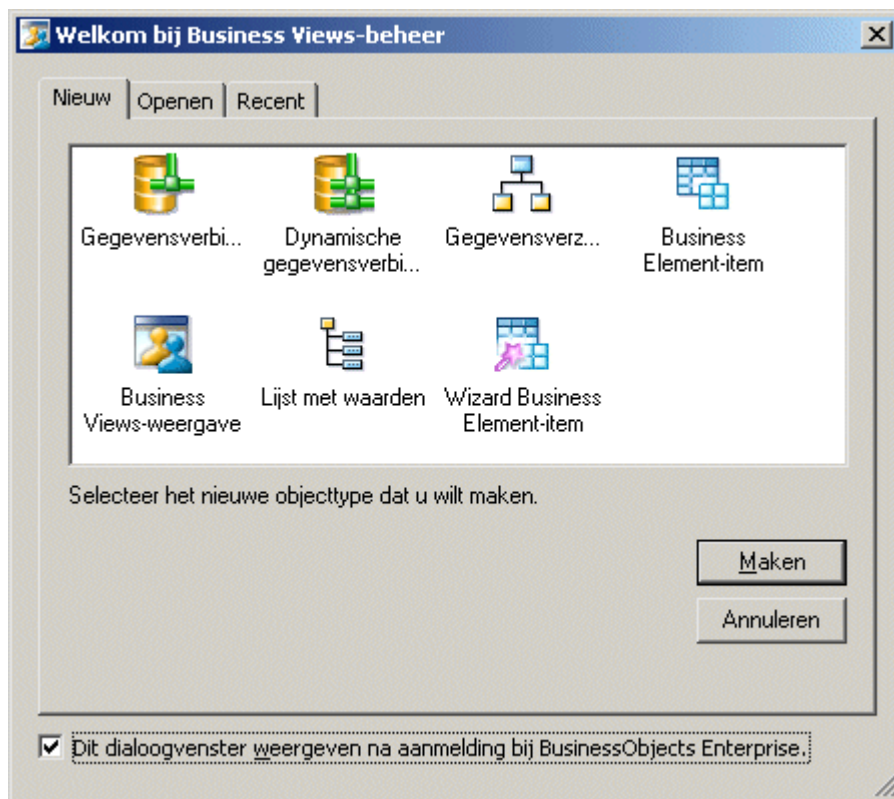 Welkom bij Business Views-beheer
Nieuw
Openen
Recent
Gegevensverbi...
Dynamische
gegevensverbi...
Gegevensverz...
Business
Element-item
Business
Views-weergave
Lijst met waarden
Wizard Business
Element-item
Selecteer het nieuwe objecttype dat u wilt maken.
Maken
Annuleren
Dit dialoogvenster weergeven na aanmelding bij BusinessObjects Enterprise.